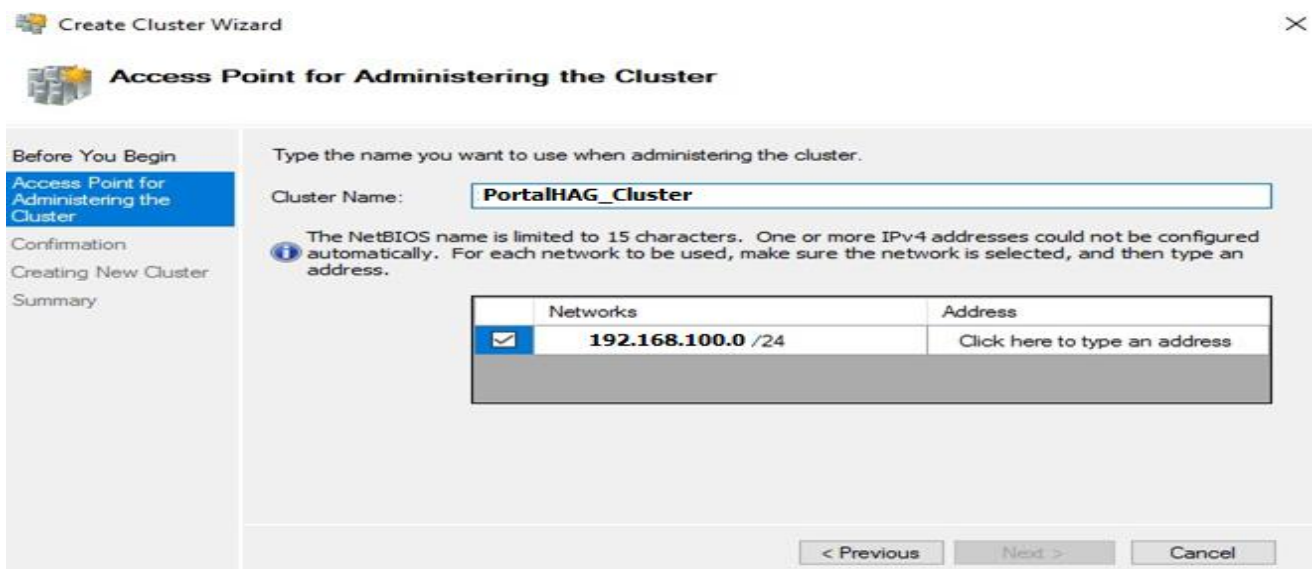 Create Cluster Wizard
Access Point for Administering the Cluster
Before You Begin
Access Point for
Administering the
Cluster
Confirmation
Creating New Cluster
Summary
Type the name you want to use when administering the cluster.
Cluster Name: PortalHAG_Cluster
The NetBIOS name is limited to 15 characters. One or more IPv4 addresses could not be configured
automatically. For each network to be used, make sure the network is selected, and then type an
address.
Networks Address
192.168.100.0 /24 Click here to type an address
< Previous Next > Cancel